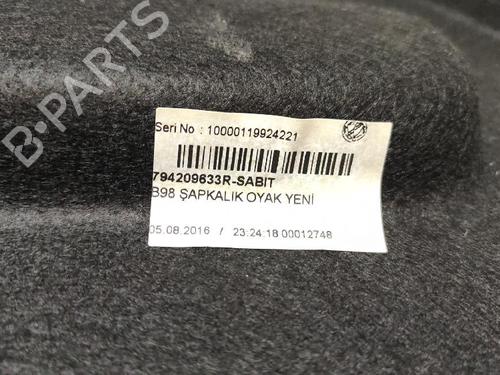 B-PARTS
Seri No : 10000119924221
794209633R-SABIT
B98 ŞAPKALIK OYAK YENİ
05.08.2016 / 23:24:18 00012748